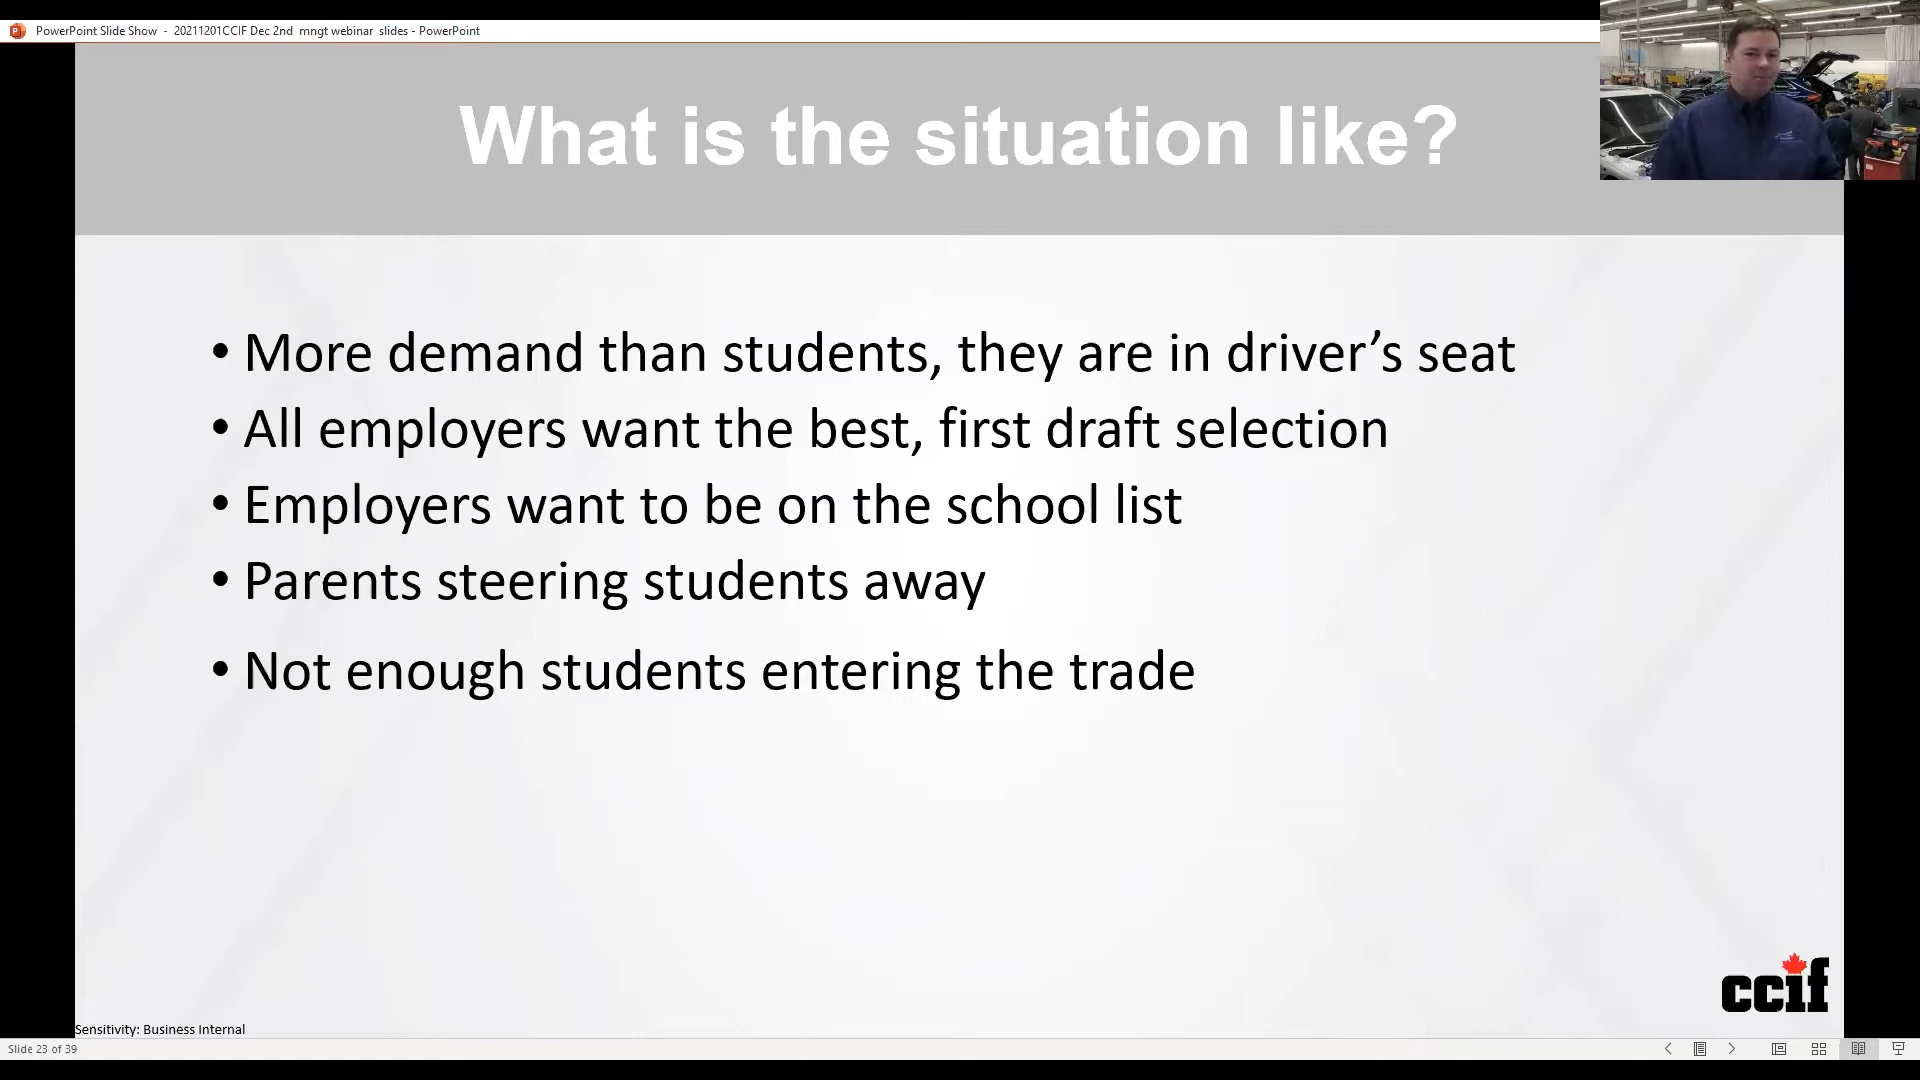 PowerPoint Slide Show - 20211201CCIF Dec 2nd mngt webinar slides - PowerPoint
What is the situation like?
• More demand than students, they are in driver’s seat
• All employers want the best, first draft selection
• Employers want to be on the school list
• Parents steering students away
• Not enough students entering the trade
ccif
Sensitivity: Business Internal
Slide 23 of 39